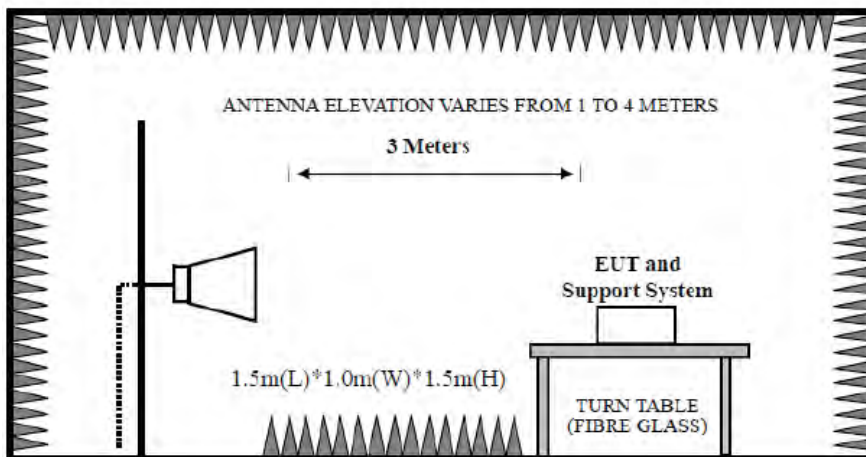 ANTENNA ELEVATION VARIES FROM 1 TO 4 METERS
3 Meters
EUT and
Support System
1.5m(L)*1.0m(W)*1.5m(H)
TURN TABLE
(FIBRE GLASS)